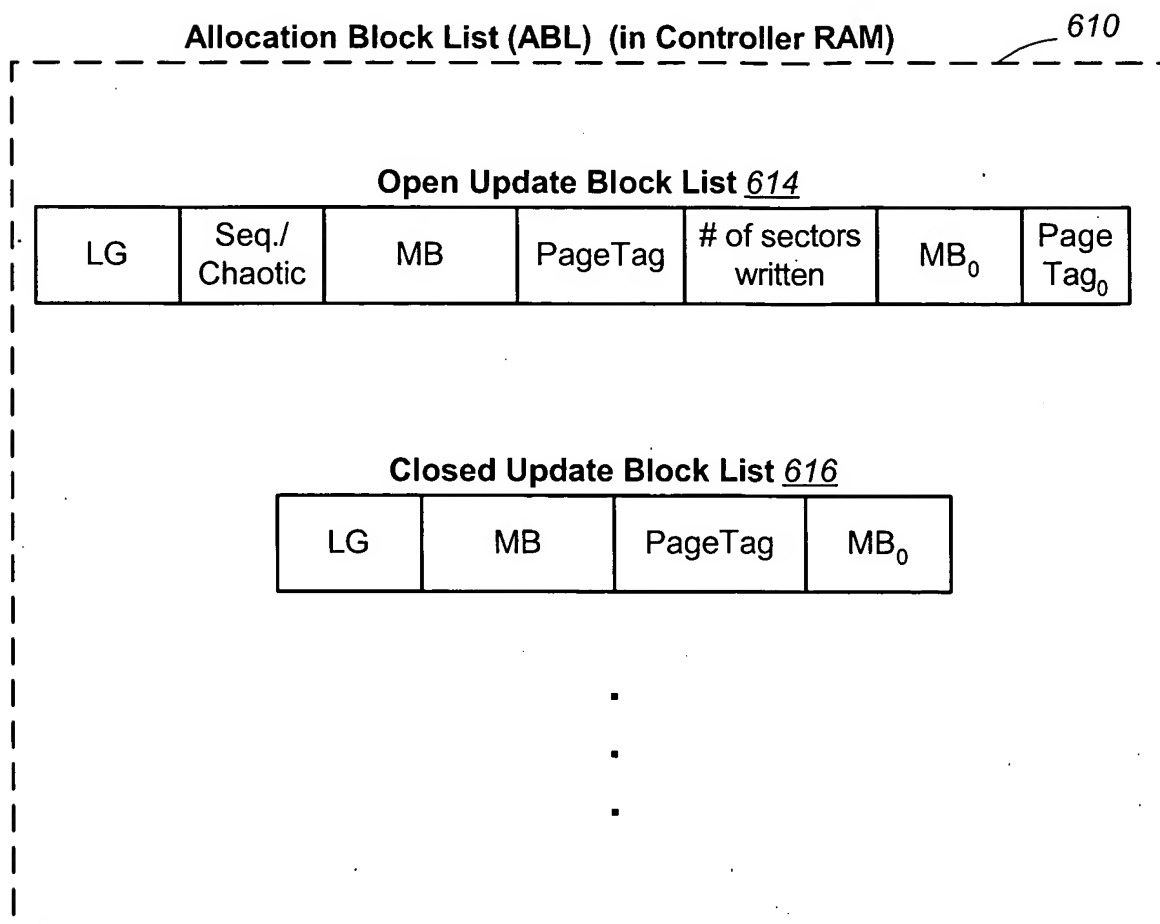 Allocation Block List (ABL) (in Controller RAM)
610
Open Update Block List 614
LG
Seq./
Chaotic
MB
PageTag
# of sectors
written
MB₀
Page
Tag₀
Closed Update Block List 616
LG
MB
PageTag
MB₀